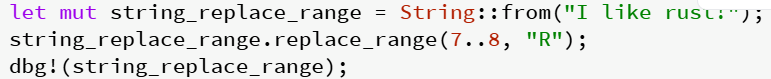 let mut string_replace_range = String::from("I like rust!");
string_replace_range.replace_range(7..8, "R");
dbg!(string_replace_range);